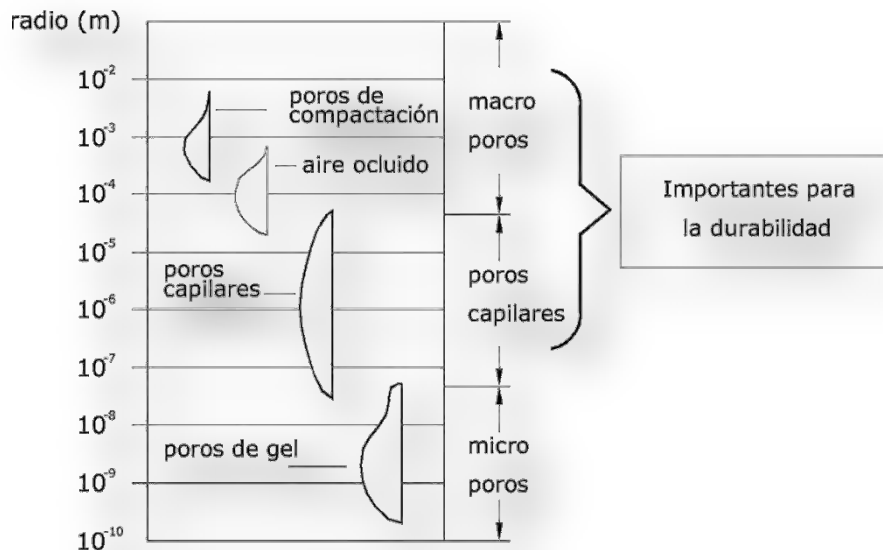 radio (m)
10⁻²
10⁻³
10⁻⁴
10⁻⁵
10⁻⁶
10⁻⁷
10⁻⁸
10⁻⁹
10⁻¹⁰
poros de
compactación
aire ocluido
poros
capilares
poros de gel
macro
poros
poros
capilares
micro
poros
Importantes para
la durabilidad